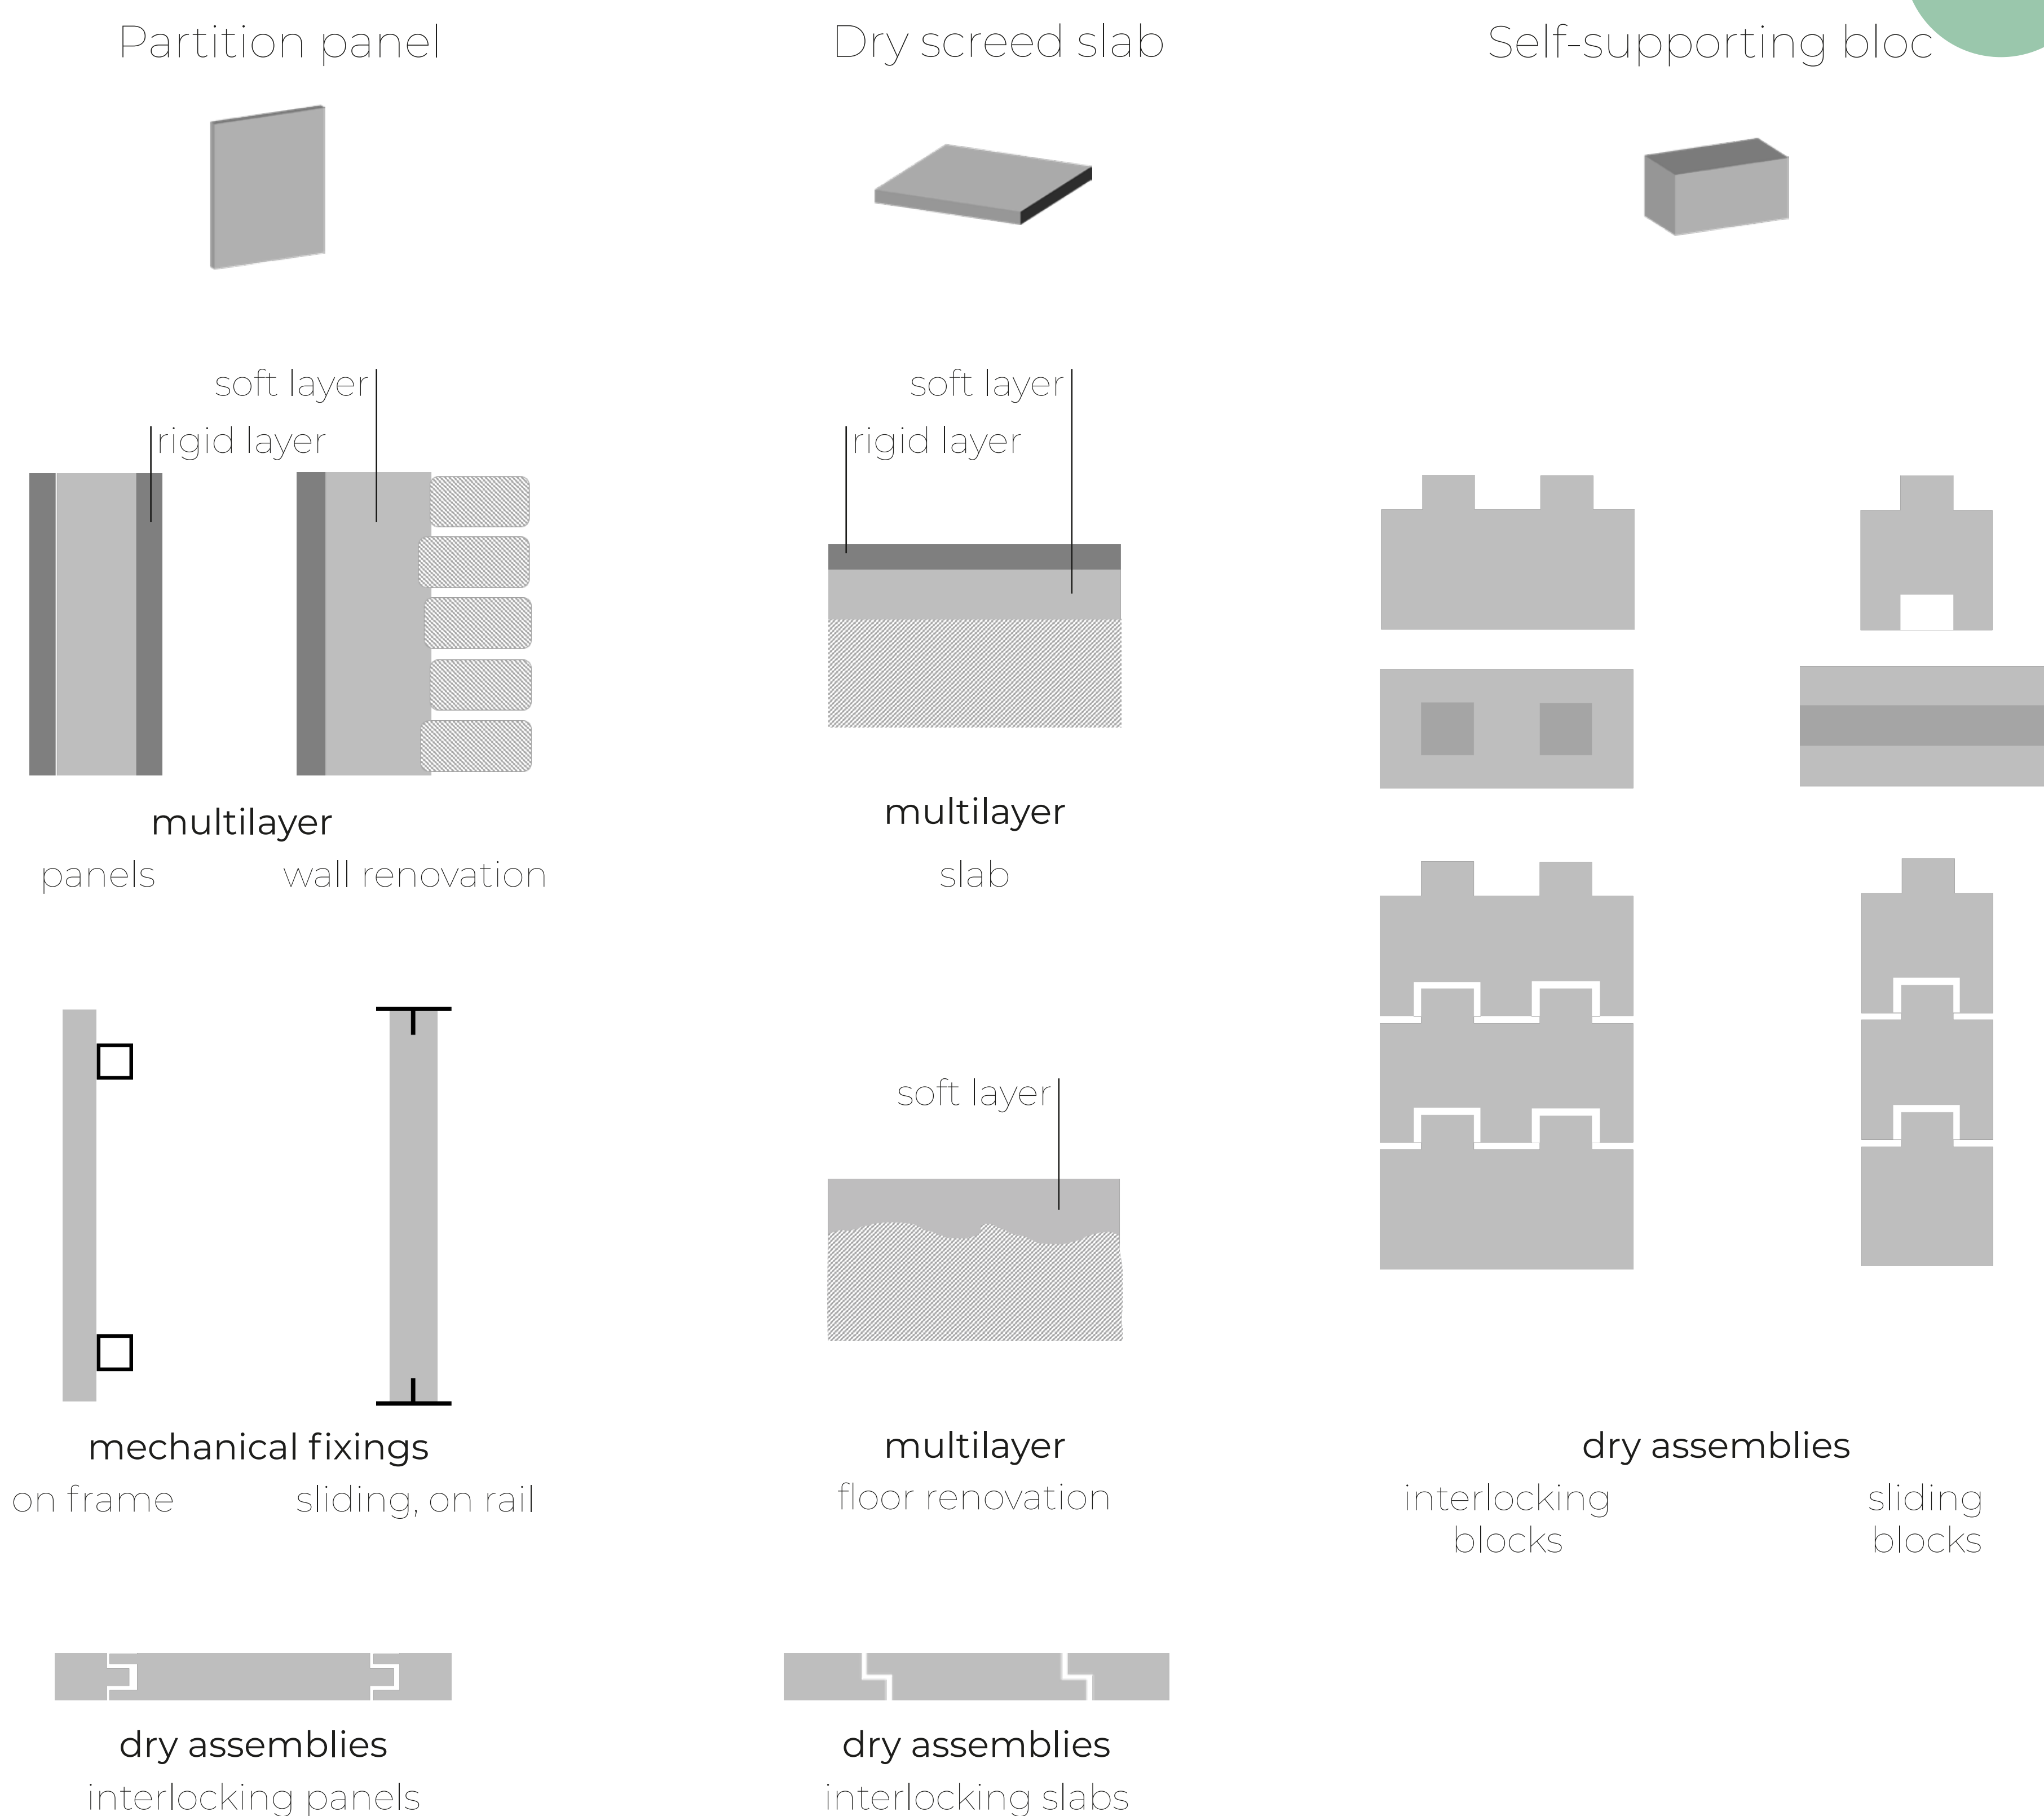 Partition panel
Dry screed slab
Self-supporting bloc
soft layer
rigid layer
soft layer
rigid layer
multilayer
panels
wall renovation
multilayer
slab
soft layer
mechanical fixings
on frame
sliding, on rail
multilayer
floor renovation
dry assemblies
interlocking
blocks
sliding
blocks
dry assemblies
interlocking panels
dry assemblies
interlocking slabs